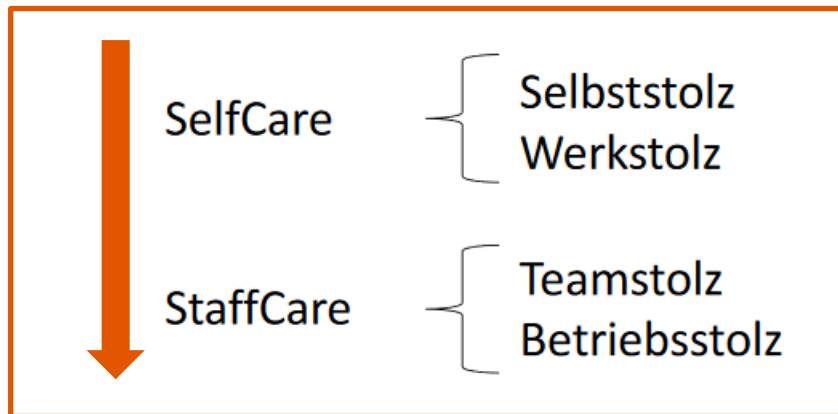 SelfCare
Selbststolz
Werkstolz
StaffCare
Teamstolz
Betriebsstolz